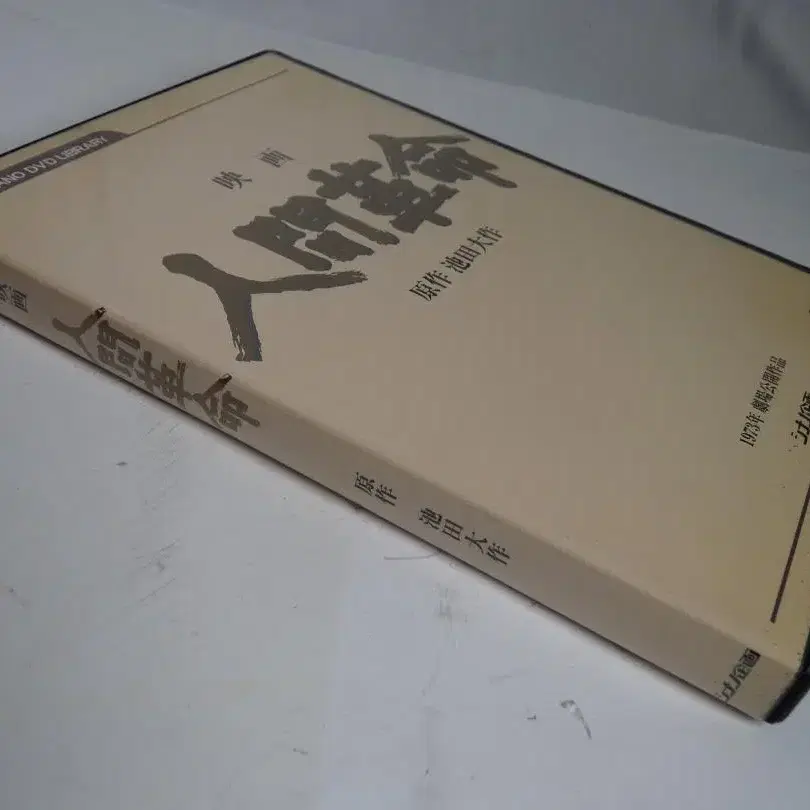 ANO DVD LIBRARY
映画
人間革命
原作 池田大作
1973年 劇場公開作品
映画
人間革命
原作 池田大作